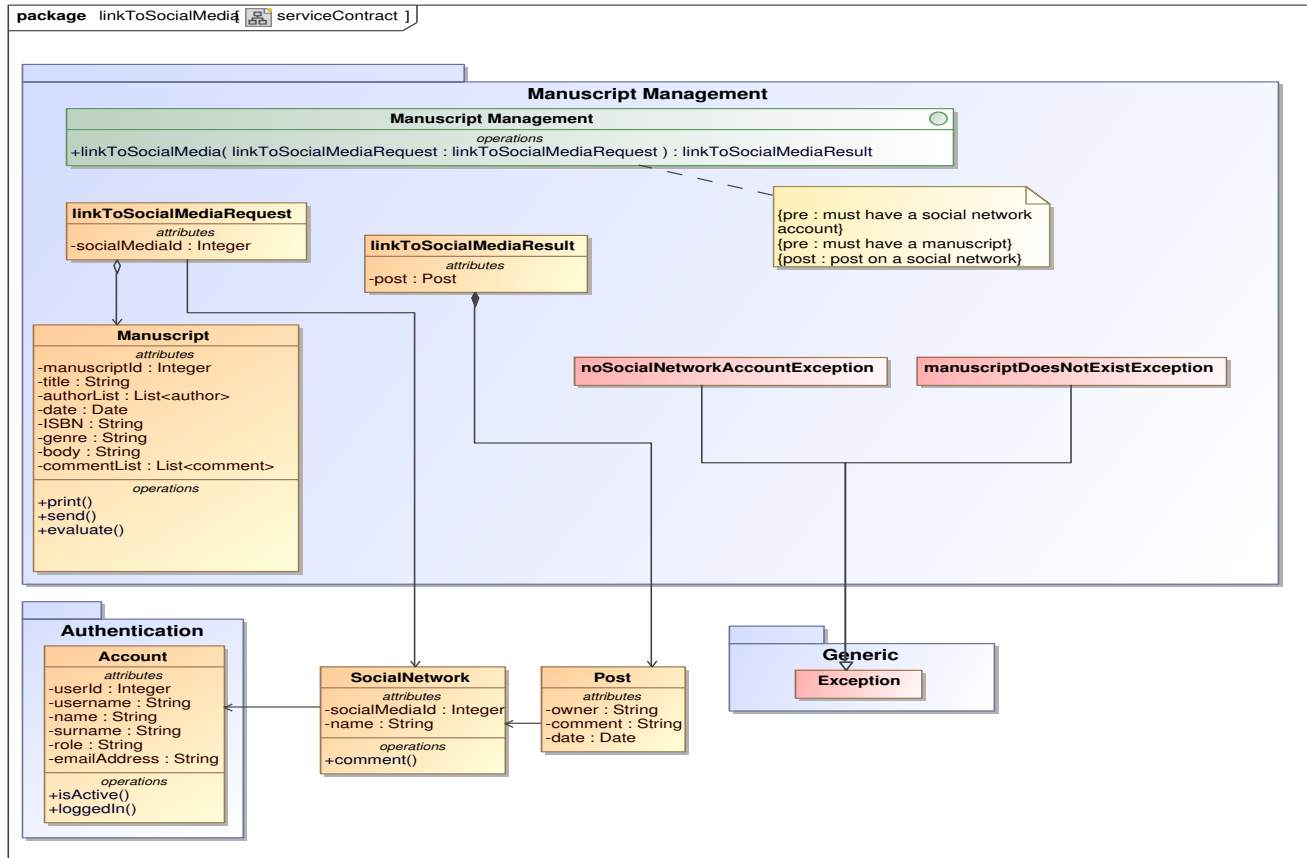 package linkToSocialMedia[ serviceContract ]
Manuscript Management
Manuscript Management
operations
+linkToSocialMedia( linkToSocialMediaRequest : linkToSocialMediaRequest ) : linkToSocialMediaResult
{pre : must have a social network
account}
{pre : must have a manuscript}
{post : post on a social network}
linkToSocialMediaRequest
attributes
-socialMediaId : Integer
linkToSocialMediaResult
attributes
-post : Post
Manuscript
attributes
-manuscriptId : Integer
-title : String
-authorList : List<author>
-date : Date
-ISBN : String
-genre : String
-body : String
-commentList : List<comment>
operations
+print()
+send()
+evaluate()
noSocialNetworkAccountException
manuscriptDoesNotExistException
Authentication
Account
attributes
-userId : Integer
-username : String
-name : String
-surname : String
-role : String
-emailAddress : String
operations
+isActive()
+loggedIn()
SocialNetwork
attributes
-socialMediaId : Integer
-name : String
operations
+comment()
Post
attributes
-owner : String
-comment : String
-date : Date
Generic
Exception